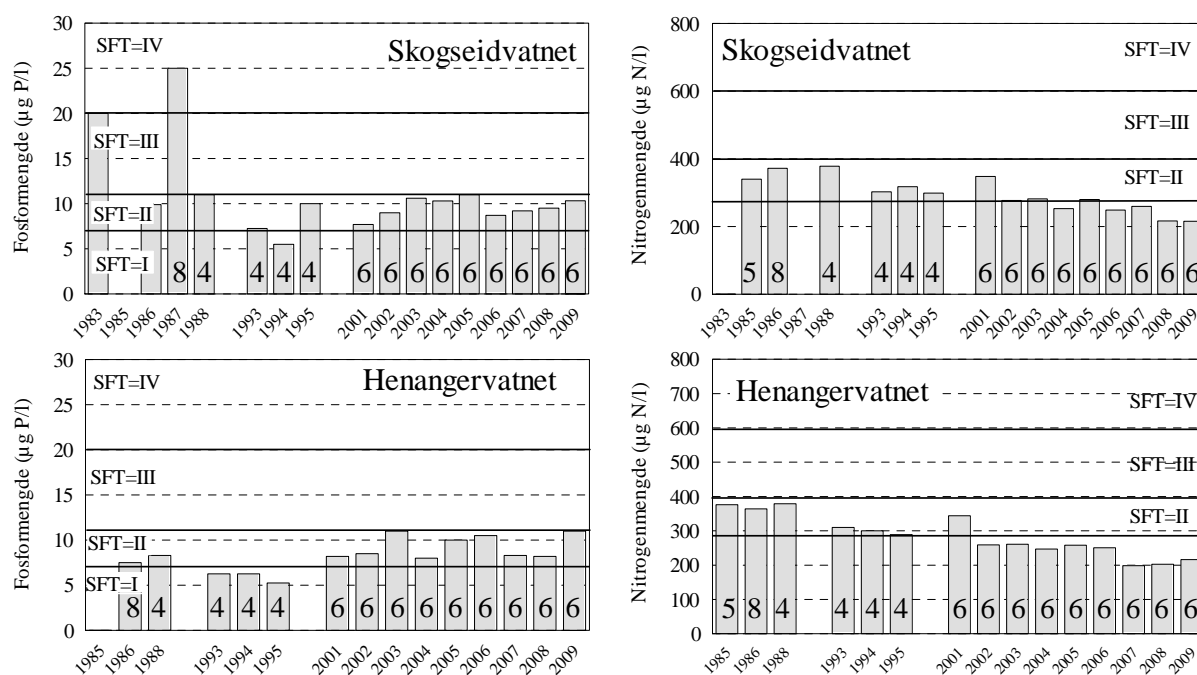 Skogseidvatnet
Fosformengde (µg P/l)
30
25
20
15
10
5
0
SFT=IV
SFT=III
SFT=II
SFT=I
8 4 4 4 4 6 6 6 6 6 6 6 6 6
1983 1985 1986 1987 1988 1993 1994 1995 2001 2002 2003 2004 2005 2006 2007 2008 2009
Skogseidvatnet
Nitrogenmengde (µg N/l)
800
600
400
200
0
SFT=IV
SFT=III
SFT=II
5 8 4 4 4 4 6 6 6 6 6 6 6 6 6
1983 1985 1986 1987 1988 1993 1994 1995 2001 2002 2003 2004 2005 2006 2007 2008 2009
Henangervatnet
Fosformengde (µg P/l)
30
25
20
15
10
5
0
SFT=IV
SFT=III
SFT=II
SFT=I
8 4 4 4 4 6 6 6 6 6 6 6 6 6
1985 1986 1988 1993 1994 1995 2001 2002 2003 2004 2005 2006 2007 2008 2009
Henangervatnet
Nitrogenmengde (µg N/l)
800
700
600
500
400
300
200
100
0
SFT=IV
SFT=III
SFT=II
5 8 4 4 4 4 6 6 6 6 6 6 6 6 6
1985 1986 1988 1993 1994 1995 2001 2002 2003 2004 2005 2006 2007 2008 2009